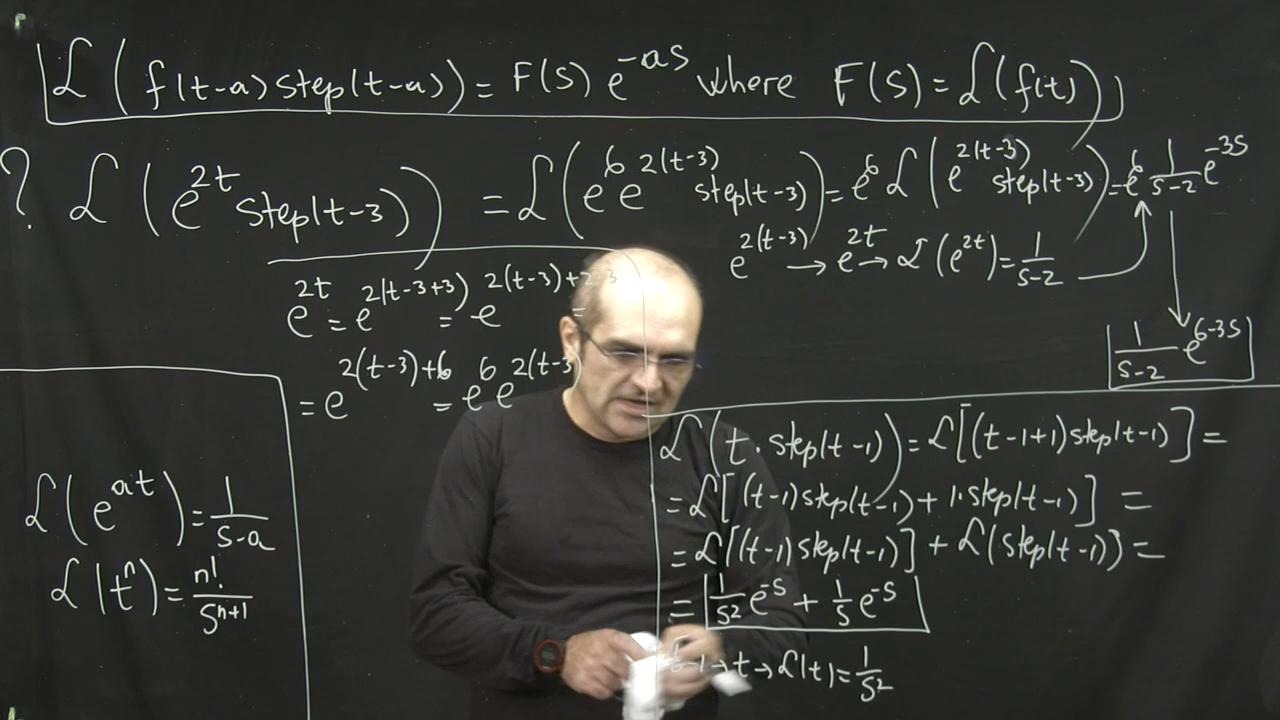 ℒ(f(t-a) step(t-a)) = F(s) e^{-as} where F(s) = ℒ(f(t))
? ℒ(e^{2t} step(t-3)) = ℒ(e^6 e^{2(t-3)} step(t-3)) = e^6 ℒ(e^{2(t-3)} step(t-3)) = e^6 1/(s-2) e^{-3s}
e^{2(t-3)} → e^{2t} → ℒ(e^{2t}) = 1/(s-2)
1/(s-2) e^{6-3s}
e^{2t} = e^{2(t-3+3)} = e^{2(t-3)+2·3} =
= e^{2(t-3)+6} = e^6 e^{2(t-3)}
ℒ(e^{at}) = 1/(s-a)
ℒ(t^n) = n!/s^{n+1}
ℒ(t·step(t-1)) = ℒ[(t-1+1)step(t-1)] =
= ℒ[(t-1)step(t-1) + 1·step(t-1)] =
= ℒ[(t-1)step(t-1)] + ℒ(step(t-1)) =
= 1/s² e^{-s} + 1/s e^{-s}
t-1 → t → ℒ(t) = 1/s²